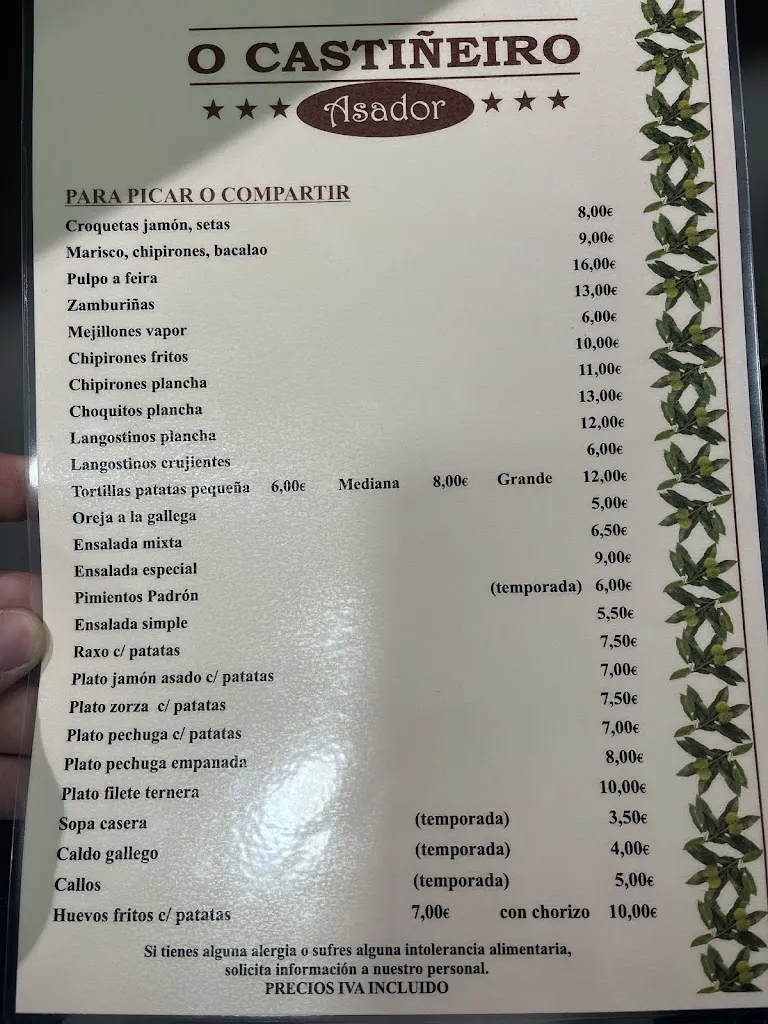 O CASTIÑEIRO
Asador
PARA PICAR O COMPARTIR
Croquetas jamón, setas 8,00€
Marisco, chipirones, bacalao 9,00€
Pulpo a feira 16,00€
Zamburiñas 13,00€
Mejillones vapor 6,00€
Chipirones fritos 10,00€
Chipirones plancha 11,00€
Choquitos plancha 13,00€
Langostinos plancha 12,00€
Langostinos crujientes 6,00€
Tortillas patatas pequeña 6,00€ Mediana 8,00€ Grande 12,00€
Oreja a la gallega 5,00€
Ensalada mixta 6,50€
Ensalada especial 9,00€
Pimientos Padrón (temporada) 6,00€
Ensalada simple 5,50€
Raxo c/ patatas 7,50€
Plato jamón asado c/ patatas 7,00€
Plato zorza c/ patatas 7,50€
Plato pechuga c/ patatas 7,00€
Plato pechuga empanada 8,00€
Plato filete ternera 10,00€
Sopa casera (temporada) 3,50€
Caldo gallego (temporada) 4,00€
Callos (temporada) 5,00€
Huevos fritos c/ patatas 7,00€ con chorizo 10,00€
Si tienes alguna alergia o sufres alguna intolerancia alimentaria,
solicita información a nuestro personal.
PRECIOS IVA INCLUIDO